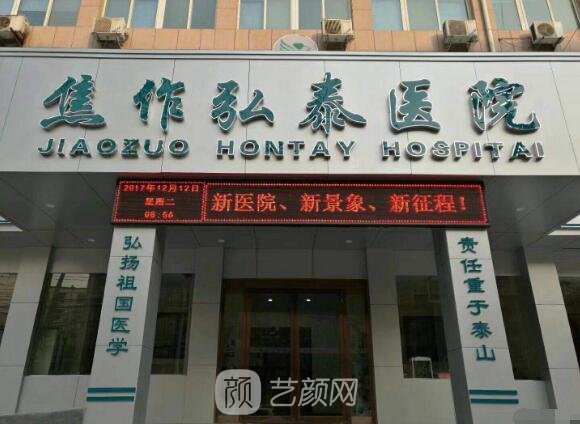 焦作弘泰医院
JIAOZUO HONTAY HOSPITAL
2017年12月12日
星期二
08:56
新医院、新景象、新征程!
弘扬祖国医学
责任重于泰山
颜 艺颜网